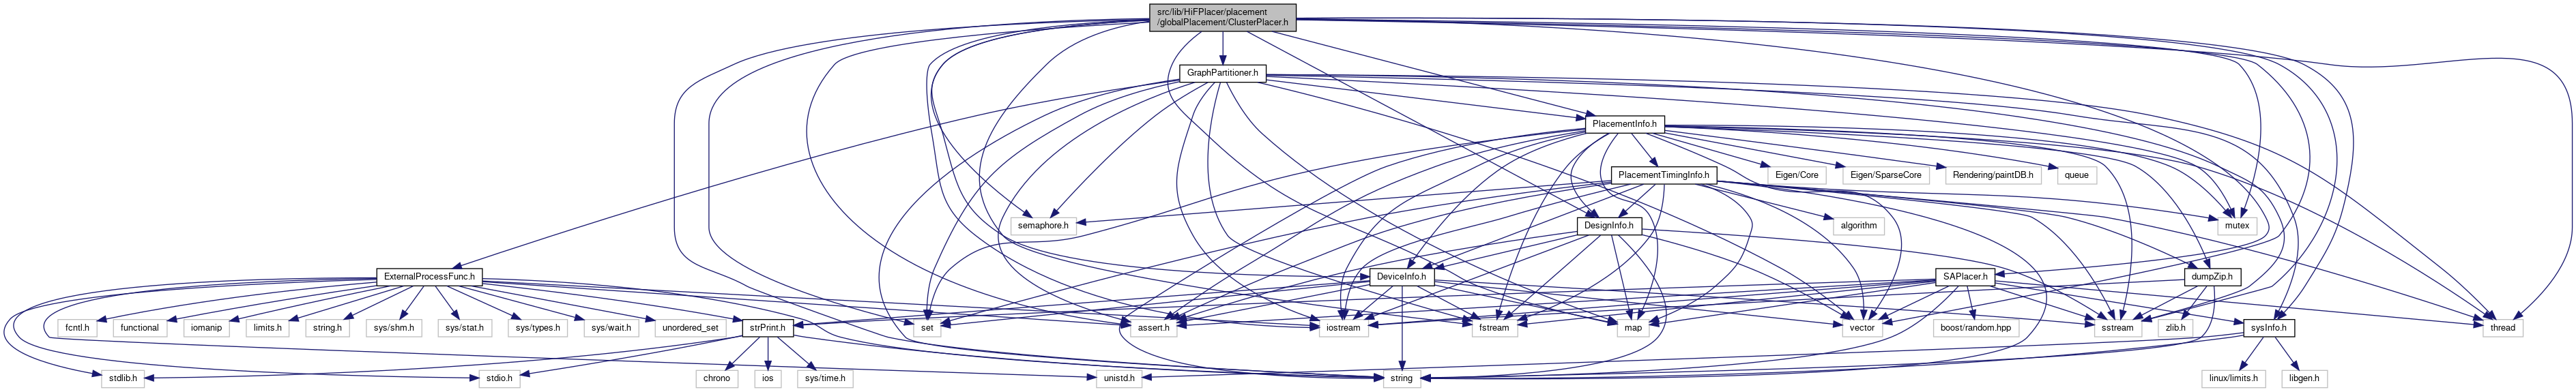 src/lib/HiFPlacer/placement
/globalPlacement/ClusterPlacer.h
GraphPartitioner.h
PlacementInfo.h
PlacementTimingInfo.h
Eigen/Core
Eigen/SparseCore
Rendering/paintDB.h
queue
semaphore.h
DesignInfo.h
algorithm
mutex
ExternalProcessFunc.h
DeviceInfo.h
SAPlacer.h
dumpZip.h
fcntl.h
functional
iomanip
limits.h
string.h
sys/shm.h
sys/stat.h
sys/types.h
sys/wait.h
unordered_set
strPrint.h
set
assert.h
iostream
fstream
map
vector
boost/random.hpp
sstream
zlib.h
sysInfo.h
thread
stdlib.h
stdio.h
chrono
ios
sys/time.h
unistd.h
string
linux/limits.h
libgen.h